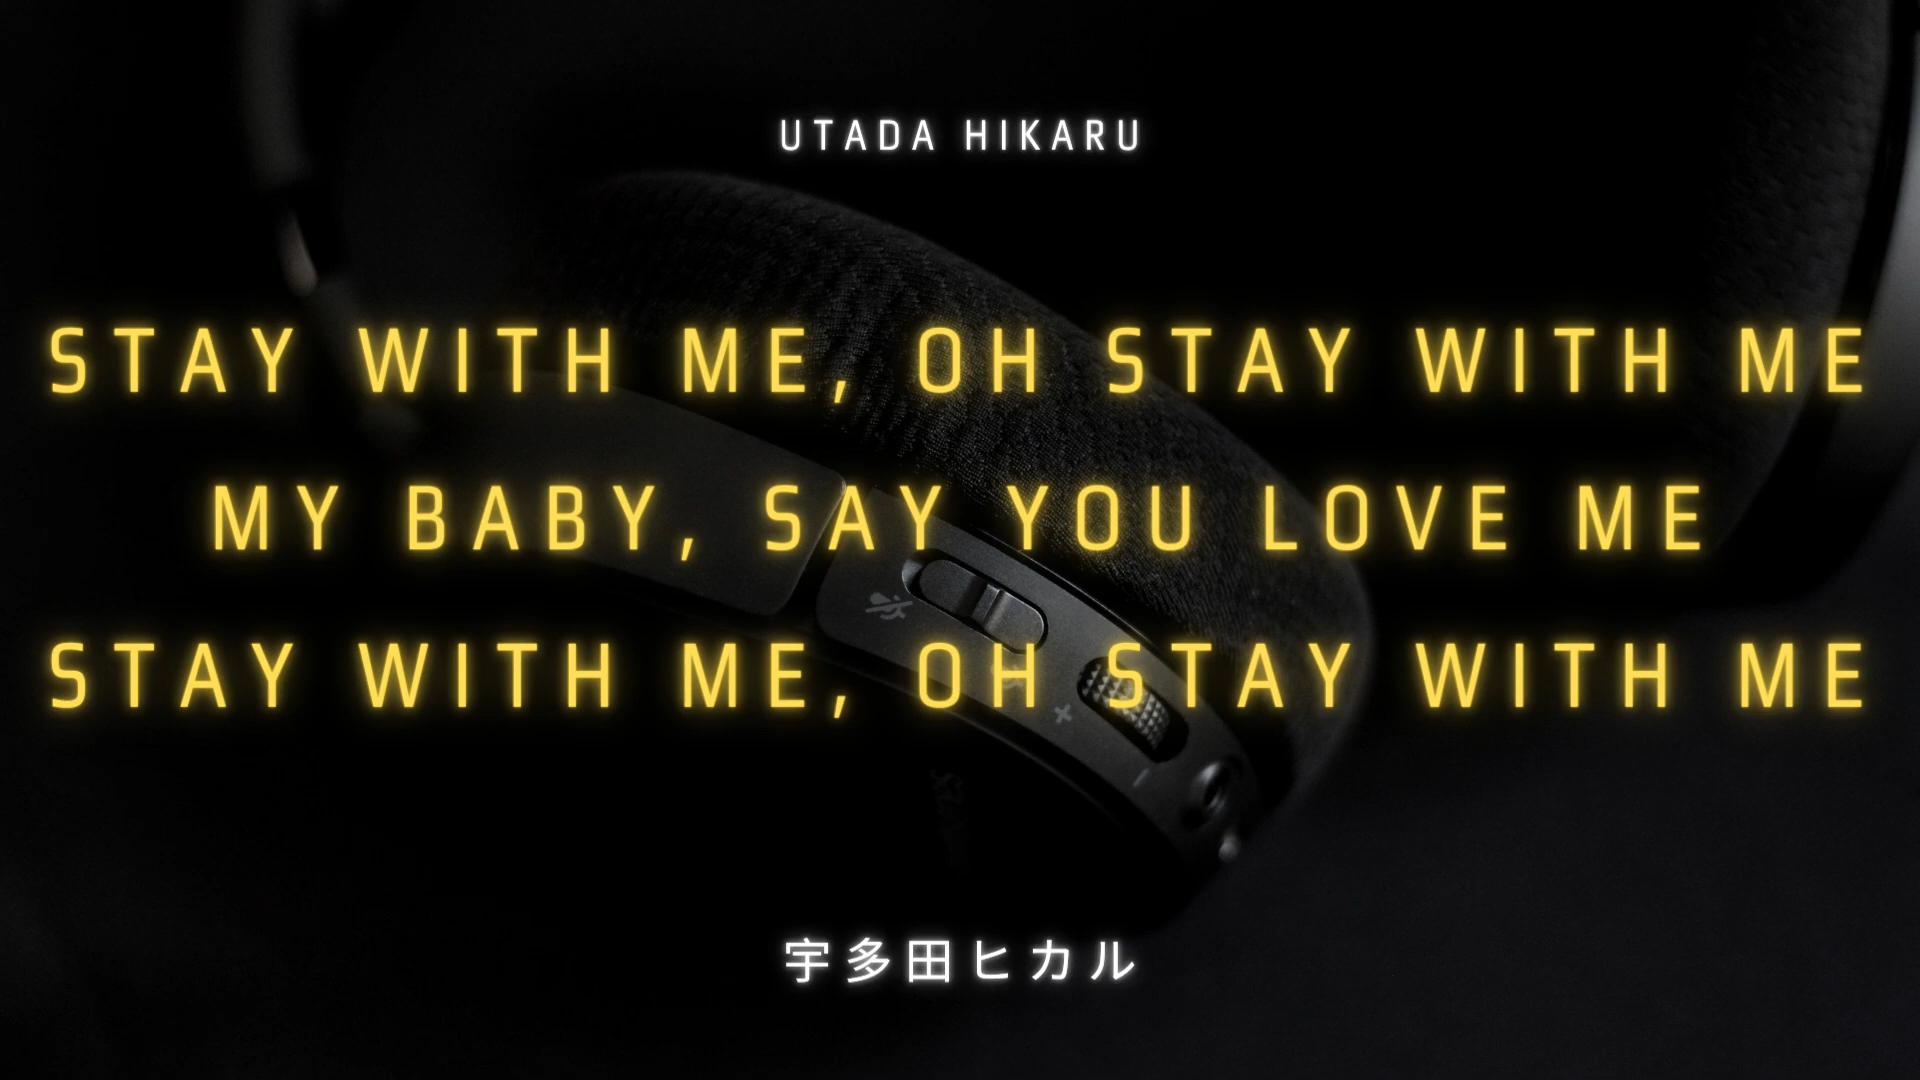 UTADA HIKARU
STAY WITH ME, OH STAY WITH ME
MY BABY, SAY YOU LOVE ME
STAY WITH ME, OH STAY WITH ME
宇多田ヒカル